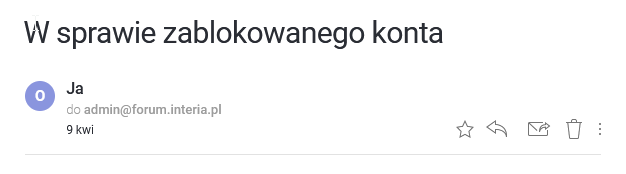 W sprawie zablokowanego konta
O
Ja
do admin@forum.interia.pl
9 kwi